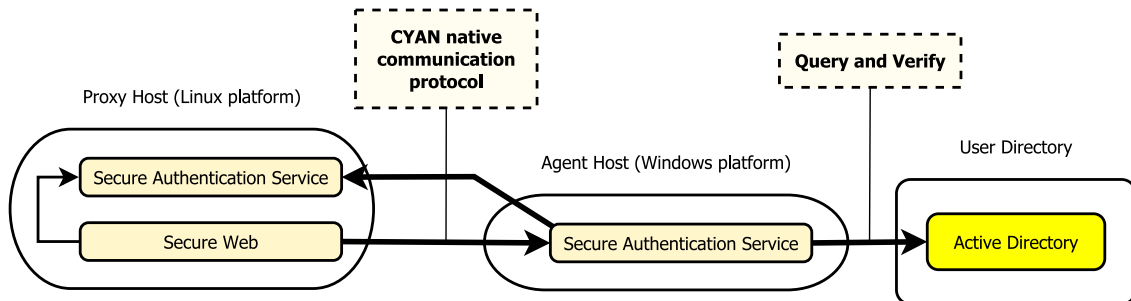 CYAN native
communication
protocol
Query and Verify
Proxy Host (Linux platform)
Agent Host (Windows platform)
User Directory
Secure Authentication Service
Secure Web
Secure Authentication Service
Active Directory